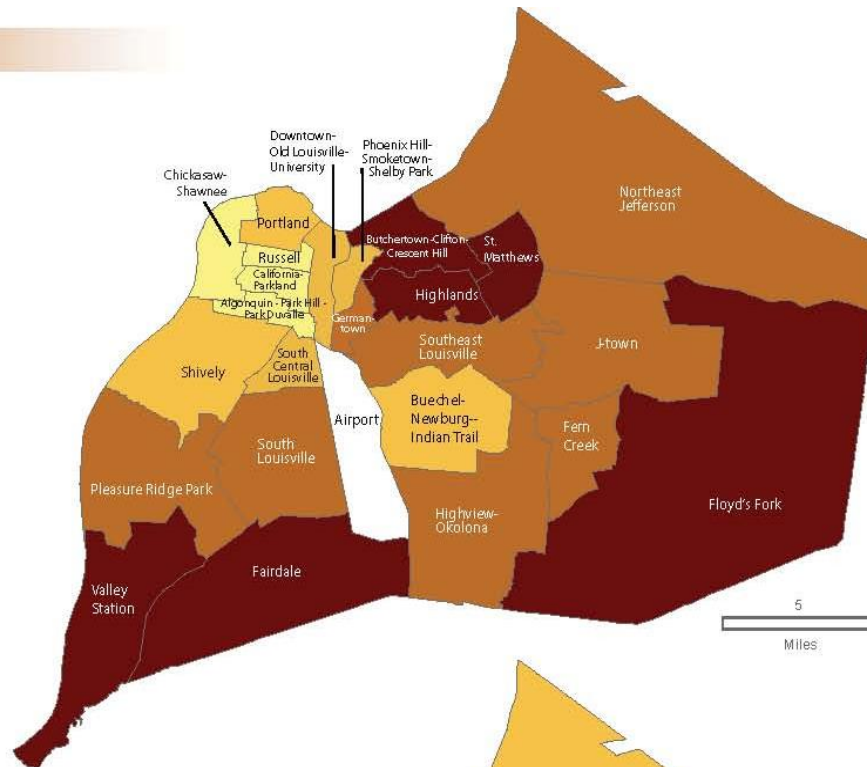 Downtown-
Old Louisville-
University
Phoenix Hill-
Smoketown-
Shelby Park
Chickasaw-
Shawnee
Northeast
Jefferson
Portland
Butchertown-Clifton-
Crescent Hill
St.
Matthews
Russell
California-
Parkland
Highlands
Algonquin - Park Hill -
Park Duvalle
German-
town
Southeast
Louisville
J-town
South
Central
Louisville
Shively
Airport
Buechel-
Newburg--
Indian Trail
Fern
Creek
South
Louisville
Pleasure Ridge Park
Highview-
Okolona
Floyd's Fork
Fairdale
Valley
Station
5
Miles